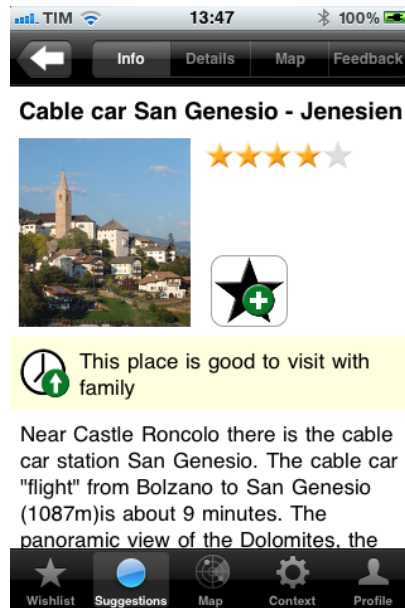 TIM 13:47 100%
Info Details Map Feedback
Cable car San Genesio - Jenesien
This place is good to visit with
family
Near Castle Roncolo there is the cable
car station San Genesio. The cable car
"flight" from Bolzano to San Genesio
(1087m)is about 9 minutes. The
panoramic view of the Dolomites, the
Wishlist Suggestions Map Context Profile